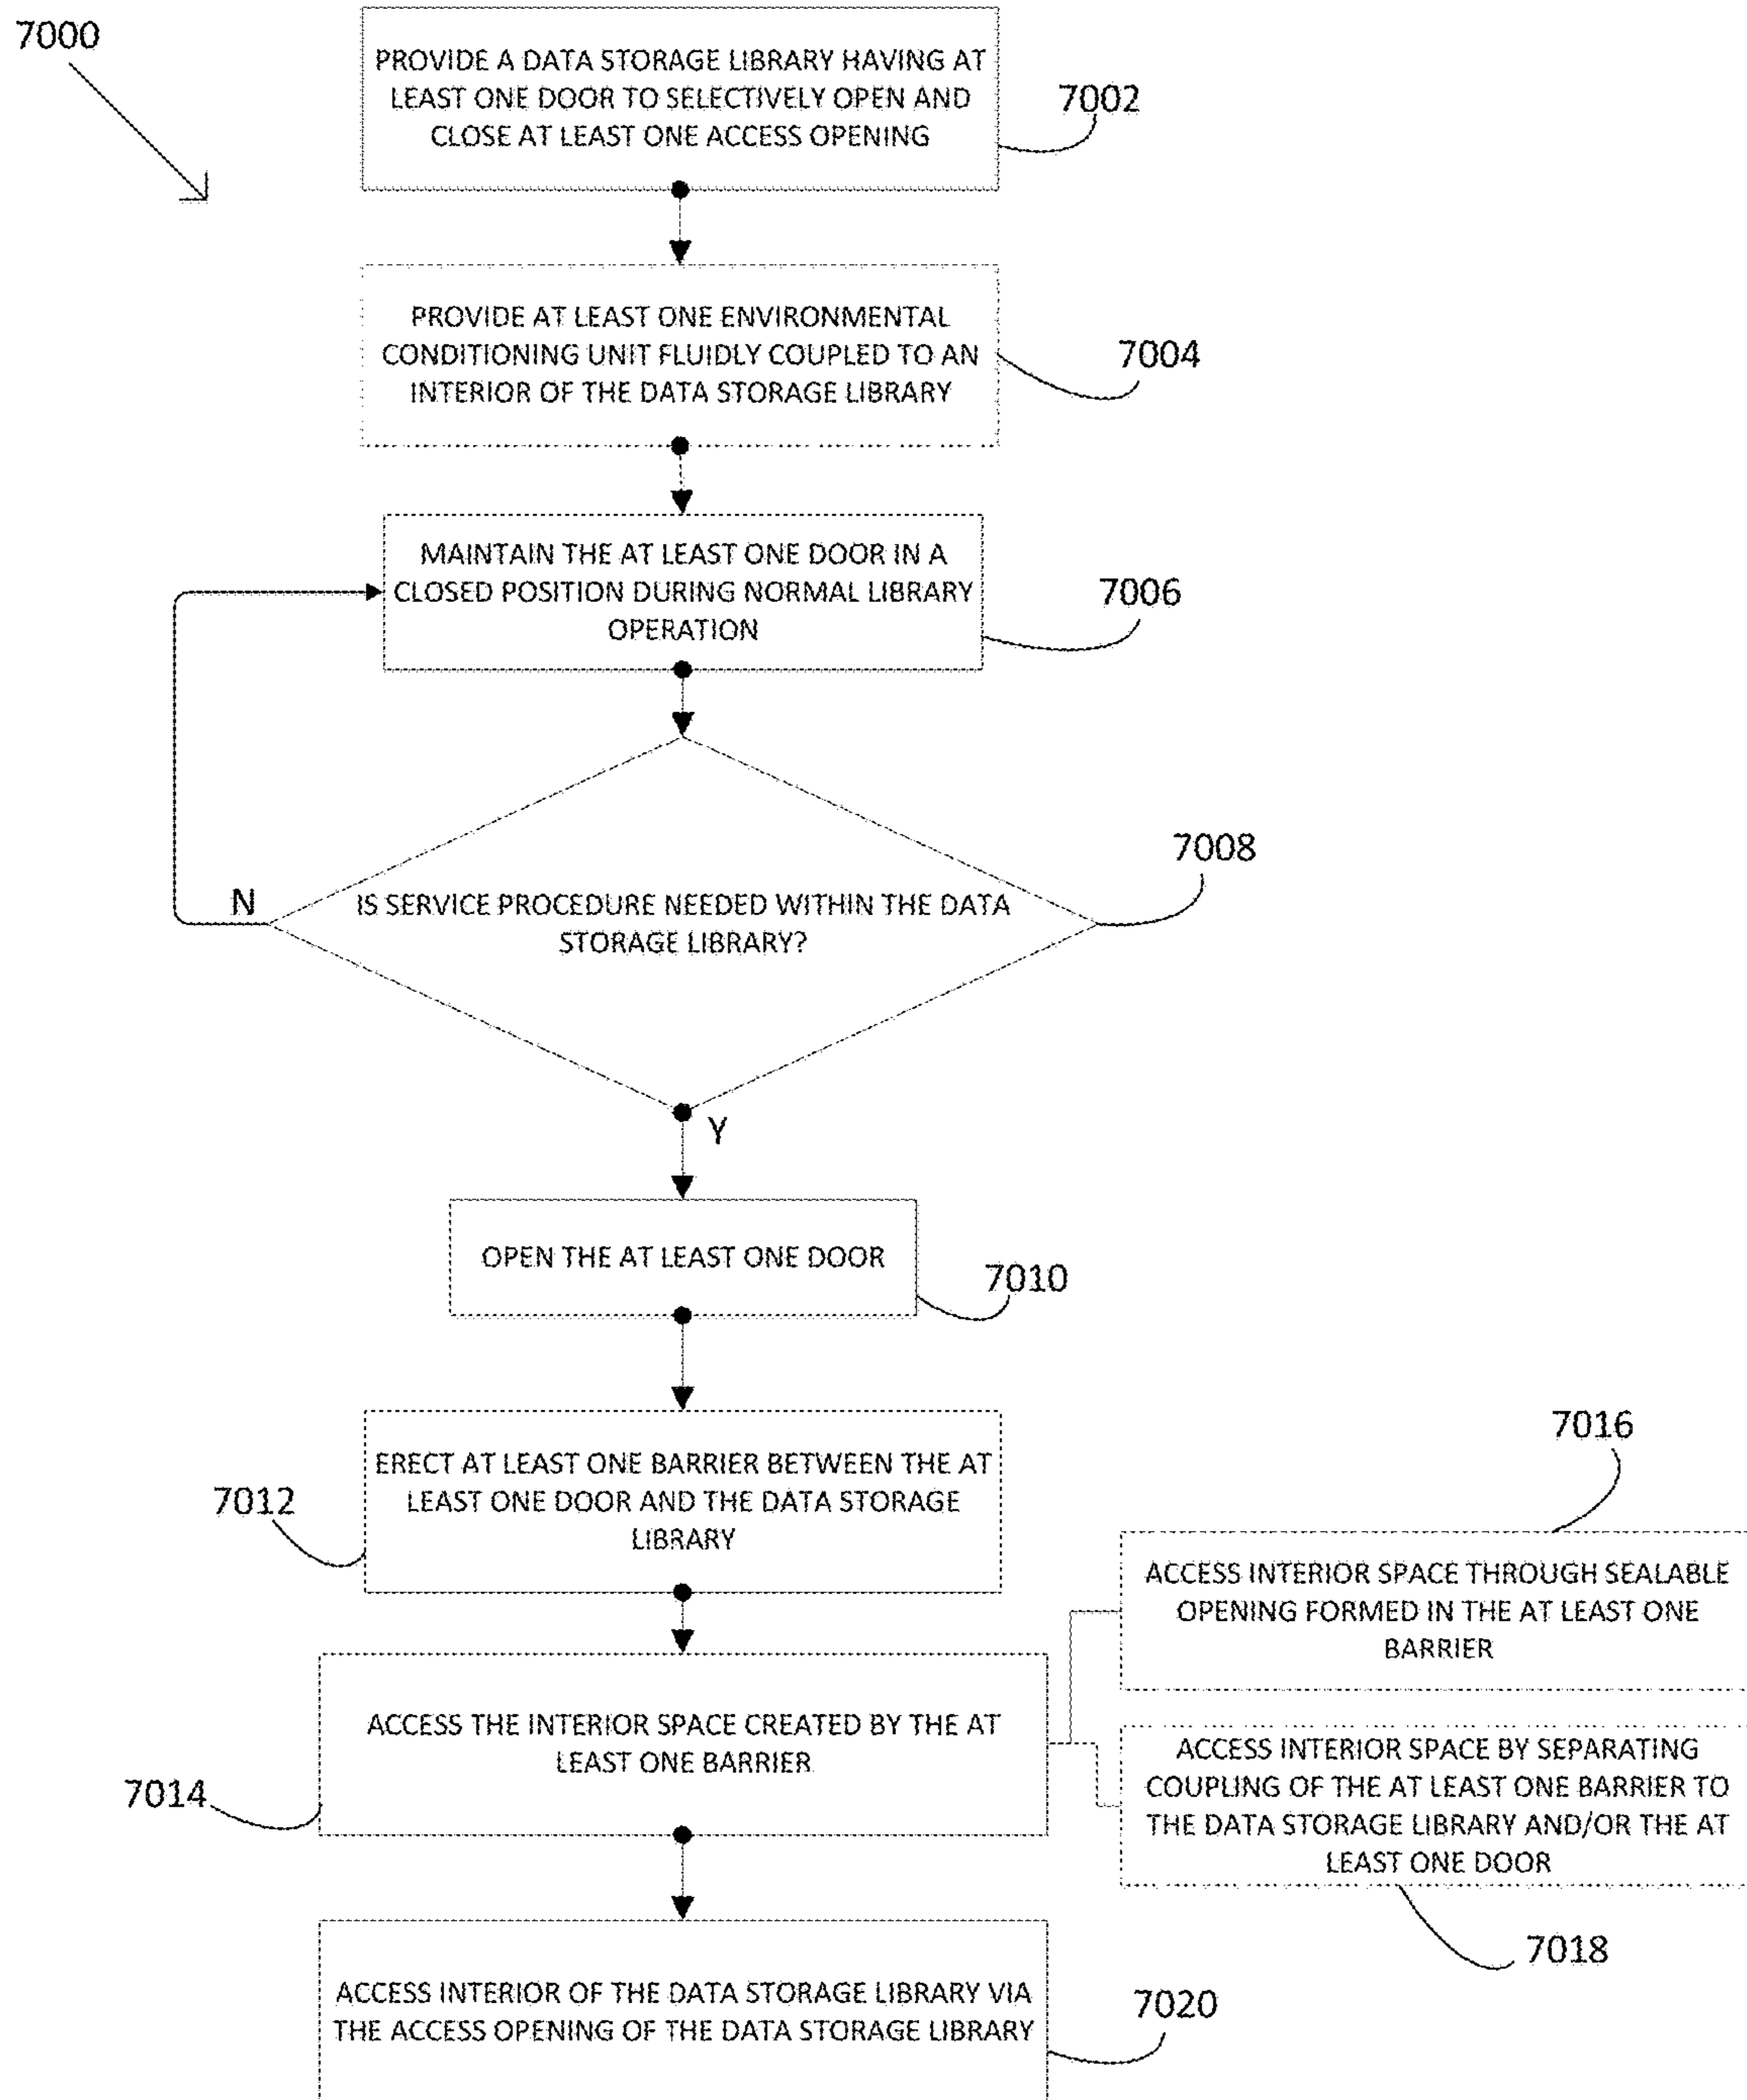 7000
PROVIDE A DATA STORAGE LIBRARY HAVING AT
LEAST ONE DOOR TO SELECTIVELY OPEN AND
CLOSE AT LEAST ONE ACCESS OPENING
7002
PROVIDE AT LEAST ONE ENVIRONMENTAL
CONDITIONING UNIT FLUIDLY COUPLED TO AN
INTERIOR OF THE DATA STORAGE LIBRARY
7004
MAINTAIN THE AT LEAST ONE DOOR IN A
CLOSED POSITION DURING NORMAL LIBRARY
OPERATION
7006
IS SERVICE PROCEDURE NEEDED WITHIN THE DATA
STORAGE LIBRARY?
7008
N
Y
OPEN THE AT LEAST ONE DOOR
7010
ERECT AT LEAST ONE BARRIER BETWEEN THE AT
LEAST ONE DOOR AND THE DATA STORAGE
LIBRARY
7012
ACCESS THE INTERIOR SPACE CREATED BY THE AT
LEAST ONE BARRIER
7014
7016
ACCESS INTERIOR SPACE THROUGH SEALABLE
OPENING FORMED IN THE AT LEAST ONE
BARRIER
ACCESS INTERIOR SPACE BY SEPARATING
COUPLING OF THE AT LEAST ONE BARRIER TO
THE DATA STORAGE LIBRARY AND/OR THE AT
LEAST ONE DOOR
7018
ACCESS INTERIOR OF THE DATA STORAGE LIBRARY VIA
THE ACCESS OPENING OF THE DATA STORAGE LIBRARY
7020